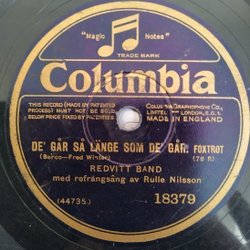 "Magic Notes"
TRADE MARK
Columbia
THIS RECORD (MADE BY PATENTED
PROCESS) MUST NOT BE SOLD
BELOW PRICE FIXED BY PATENTEES
COLUMBIA GRAPHOPHONE CO.,
LONDON, E.C.1.
MADE IN ENGLAND
DE' GÅR SÅ LÄNGE SOM DE' GÅR. FOXTROT
(Berco—Fred Winter) (78 R)
REDVITT BAND
med refrängsång av Rulle Nilsson
(44735) 18379